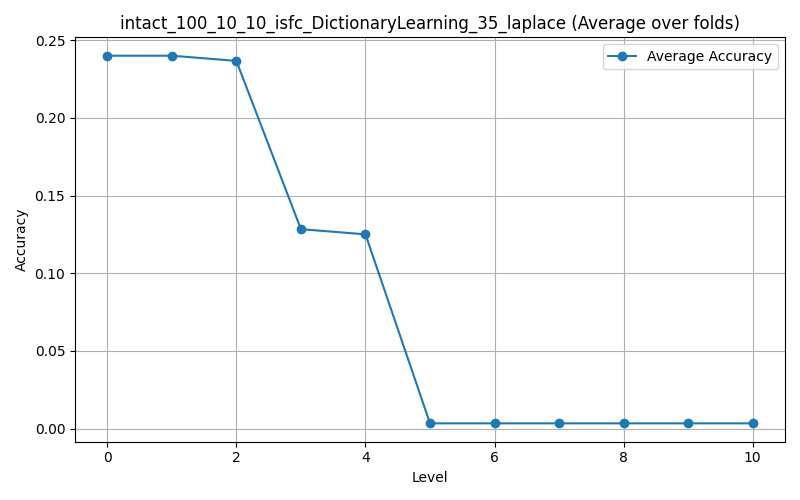 intact_100_10_10_isfc_DictionaryLearning_35_laplace (Average over folds)
Average Accuracy
0.25
0.20
0.15
0.10
0.05
0.00
Accuracy
0 2 4 6 8 10
Level